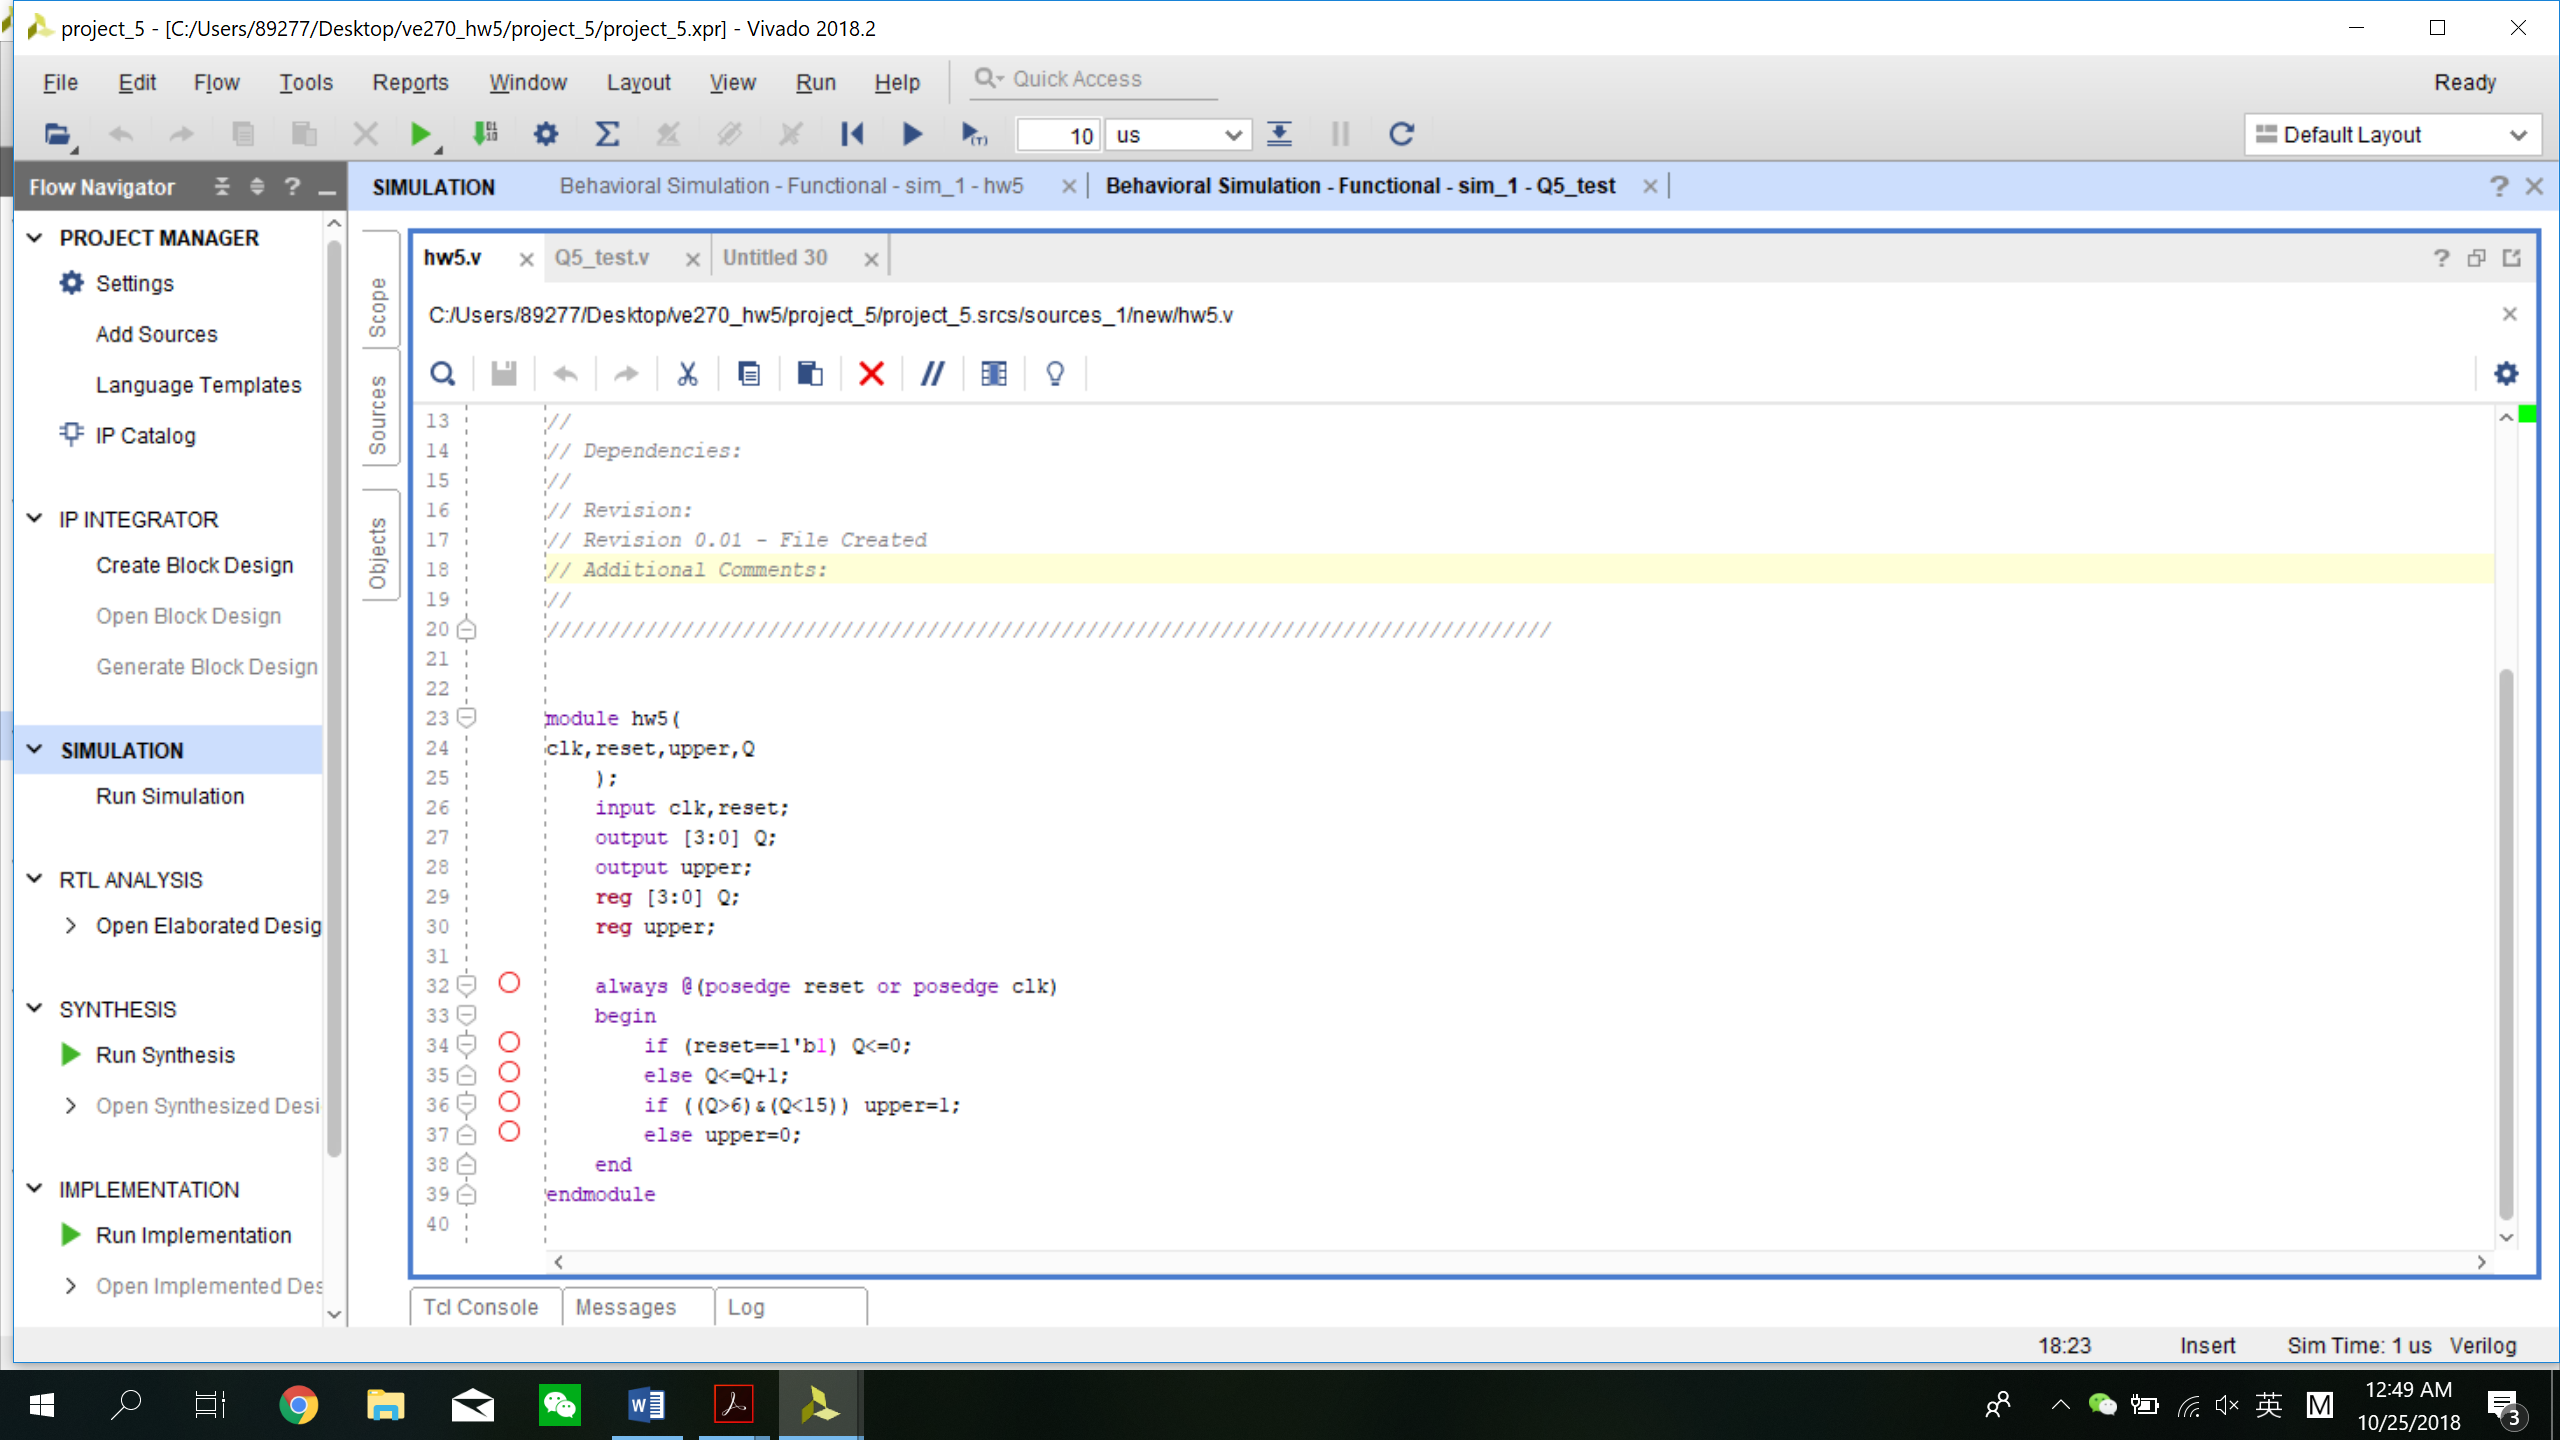 project_5 - [C:/Users/89277/Desktop/ve270_hw5/project_5/project_5.xpr] - Vivado 2018.2
File Edit Flow Tools Reports Window Layout View Run Help Quick Access Ready
10 us Default Layout
Flow Navigator
SIMULATION Behavioral Simulation - Functional - sim_1 - hw5 Behavioral Simulation - Functional - sim_1 - Q5_test
PROJECT MANAGER
Settings
Add Sources
Language Templates
IP Catalog
IP INTEGRATOR
Create Block Design
Open Block Design
Generate Block Design
SIMULATION
Run Simulation
RTL ANALYSIS
Open Elaborated Desig
SYNTHESIS
Run Synthesis
Open Synthesized Desi
IMPLEMENTATION
Run Implementation
Open Implemented Des
Scope
Sources
Objects
hw5.v Q5_test.v Untitled 30
C:/Users/89277/Desktop/ve270_hw5/project_5/project_5.srcs/sources_1/new/hw5.v
13 //
14 // Dependencies:
15 //
16 // Revision:
17 // Revision 0.01 - File Created
18 // Additional Comments:
19 //
20 //////////////////////////////////////////////////////////////////////////////////
21
22
23 module hw5(
24 clk,reset,upper,Q
25 );
26 input clk,reset;
27 output [3:0] Q;
28 output upper;
29 reg [3:0] Q;
30 reg upper;
31
32 always @(posedge reset or posedge clk)
33 begin
34 if (reset==1'b1) Q<=0;
35 else Q<=Q+1;
36 if ((Q>6)&(Q<15)) upper=1;
37 else upper=0;
38 end
39 endmodule
40
Tcl Console Messages Log
18:23 Insert Sim Time: 1 us Verilog
英 M 12:49 AM
10/25/2018 3